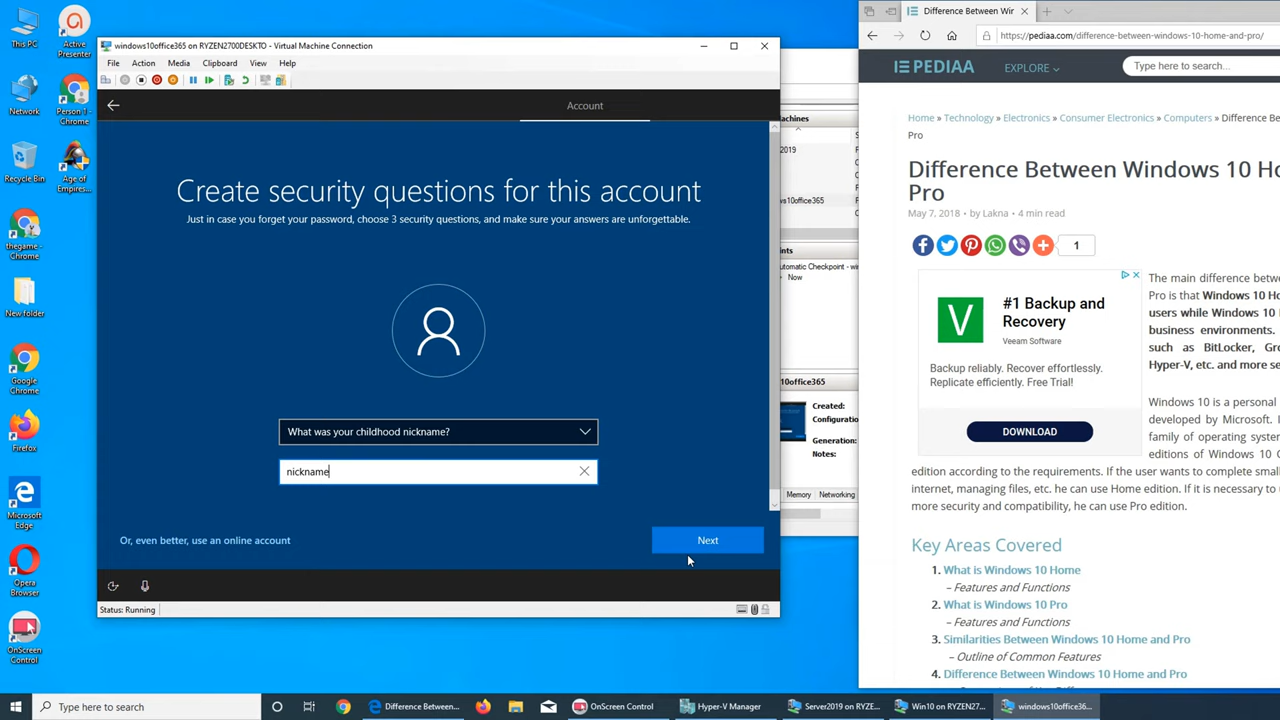 This PC
Active
Presenter
Network
Person 1 -
Chrome
Recycle Bin
Age of
Empires...
thegame -
Chrome
New folder
Google
Chrome
Firefox
Microsoft
Edge
Opera
Browser
OnScreen
Control
windows10office365 on RYZEN2700DESKTO - Virtual Machine Connection
File Action Media Clipboard View Help
Account
Create security questions for this account
Just in case you forget your password, choose 3 security questions, and make sure your answers are unforgettable.
What was your childhood nickname?
nickname
Or, even better, use an online account
Next
Status: Running
achines
2019
vs10office365
ints
utomatic Checkpoint - wi
Now
10office365
Created:
Configuratio
Generation:
Notes:
Memory Networking
Difference Between Wir
https://pediaa.com/difference-between-windows-10-home-and-pro/
PEDIAA
EXPLORE
Type here to search...
Home » Technology » Electronics » Consumer Electronics » Computers » Difference Be
Pro
Difference Between Windows 10 Ho
Pro
May 7, 2018 • by Lakna • 4 min read
1
V
#1 Backup and
Recovery
Veeam Software
Backup reliably. Recover effortlessly.
Replicate efficiently. Free Trial!
DOWNLOAD
The main difference betwe
Pro is that Windows 10 Ho
users while Windows 10 I
business environments.
such as BitLocker, Gro
Hyper-V, etc. and more se
Windows 10 is a personal
developed by Microsoft. I
family of operating system
editions of Windows 10 O
edition according to the requirements. If the user wants to complete small
internet, managing files, etc. he can use Home edition. If it is necessary to
more security and compatibility, he can use Pro edition.
Key Areas Covered
1. What is Windows 10 Home
– Features and Functions
2. What is Windows 10 Pro
– Features and Functions
3. Similarities Between Windows 10 Home and Pro
– Outline of Common Features
4. Difference Between Windows 10 Home and Pro
Type here to search
Difference Between...
OnScreen Control
Hyper-V Manager
Server2019 on RYZE...
Win10 on RYZEN27...
windows10office36...